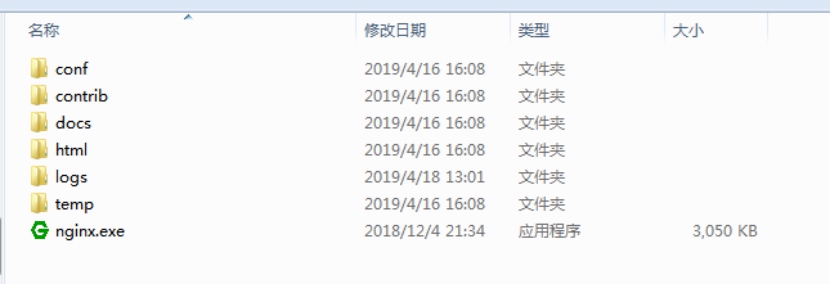 名称 修改日期 类型 大小
conf 2019/4/16 16:08 文件夹
contrib 2019/4/16 16:08 文件夹
docs 2019/4/16 16:08 文件夹
html 2019/4/16 16:08 文件夹
logs 2019/4/18 13:01 文件夹
temp 2019/4/16 16:08 文件夹
nginx.exe 2018/12/4 21:34 应用程序 3,050 KB